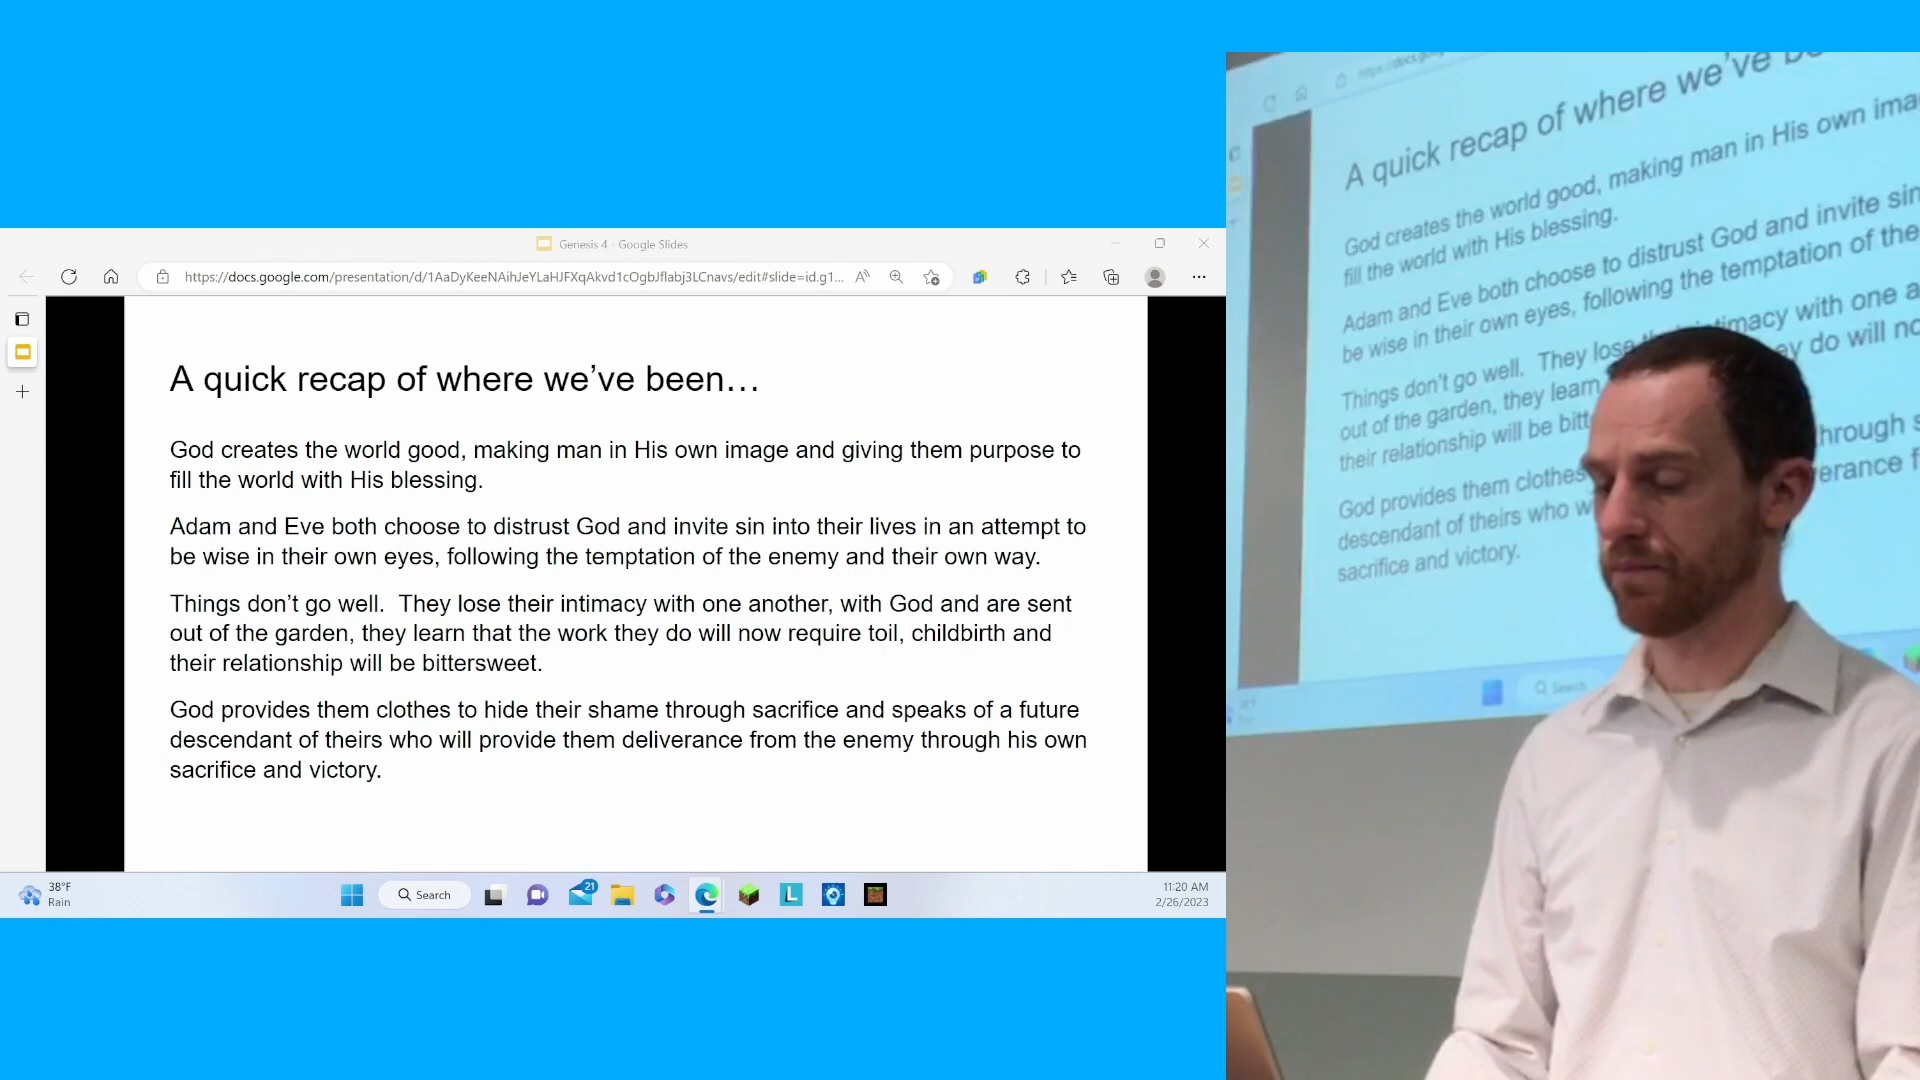 Genesis 4 - Google Slides
https://docs.google.com/presentation/d/1AaDyKeeNAihJeYLaHJFXqAkvd1cOgbJflabj3LCnavs/edit#slide=id.g1...
A quick recap of where we've been…
God creates the world good, making man in His own image and giving them purpose to
fill the world with His blessing.
Adam and Eve both choose to distrust God and invite sin into their lives in an attempt to
be wise in their own eyes, following the temptation of the enemy and their own way.
Things don't go well.  They lose their intimacy with one another, with God and are sent
out of the garden, they learn that the work they do will now require toil, childbirth and
their relationship will be bittersweet.
God provides them clothes to hide their shame through sacrifice and speaks of a future
descendant of theirs who will provide them deliverance from the enemy through his own
sacrifice and victory.
38°F
Rain
Search
21
L
11:20 AM
2/26/2023
A quick recap of where we've
God creates the world good, making man in His own
fill the world with His blessing.
Adam and Eve both choose to distrust God and invite sin
be wise in their own eyes, following the temptation of the
Things don't go well. They lose intimacy with one
out of the garden, they learn they do will
their relationship will be
God provides them clothes through
descendant of theirs who
sacrifice and victory.
Search